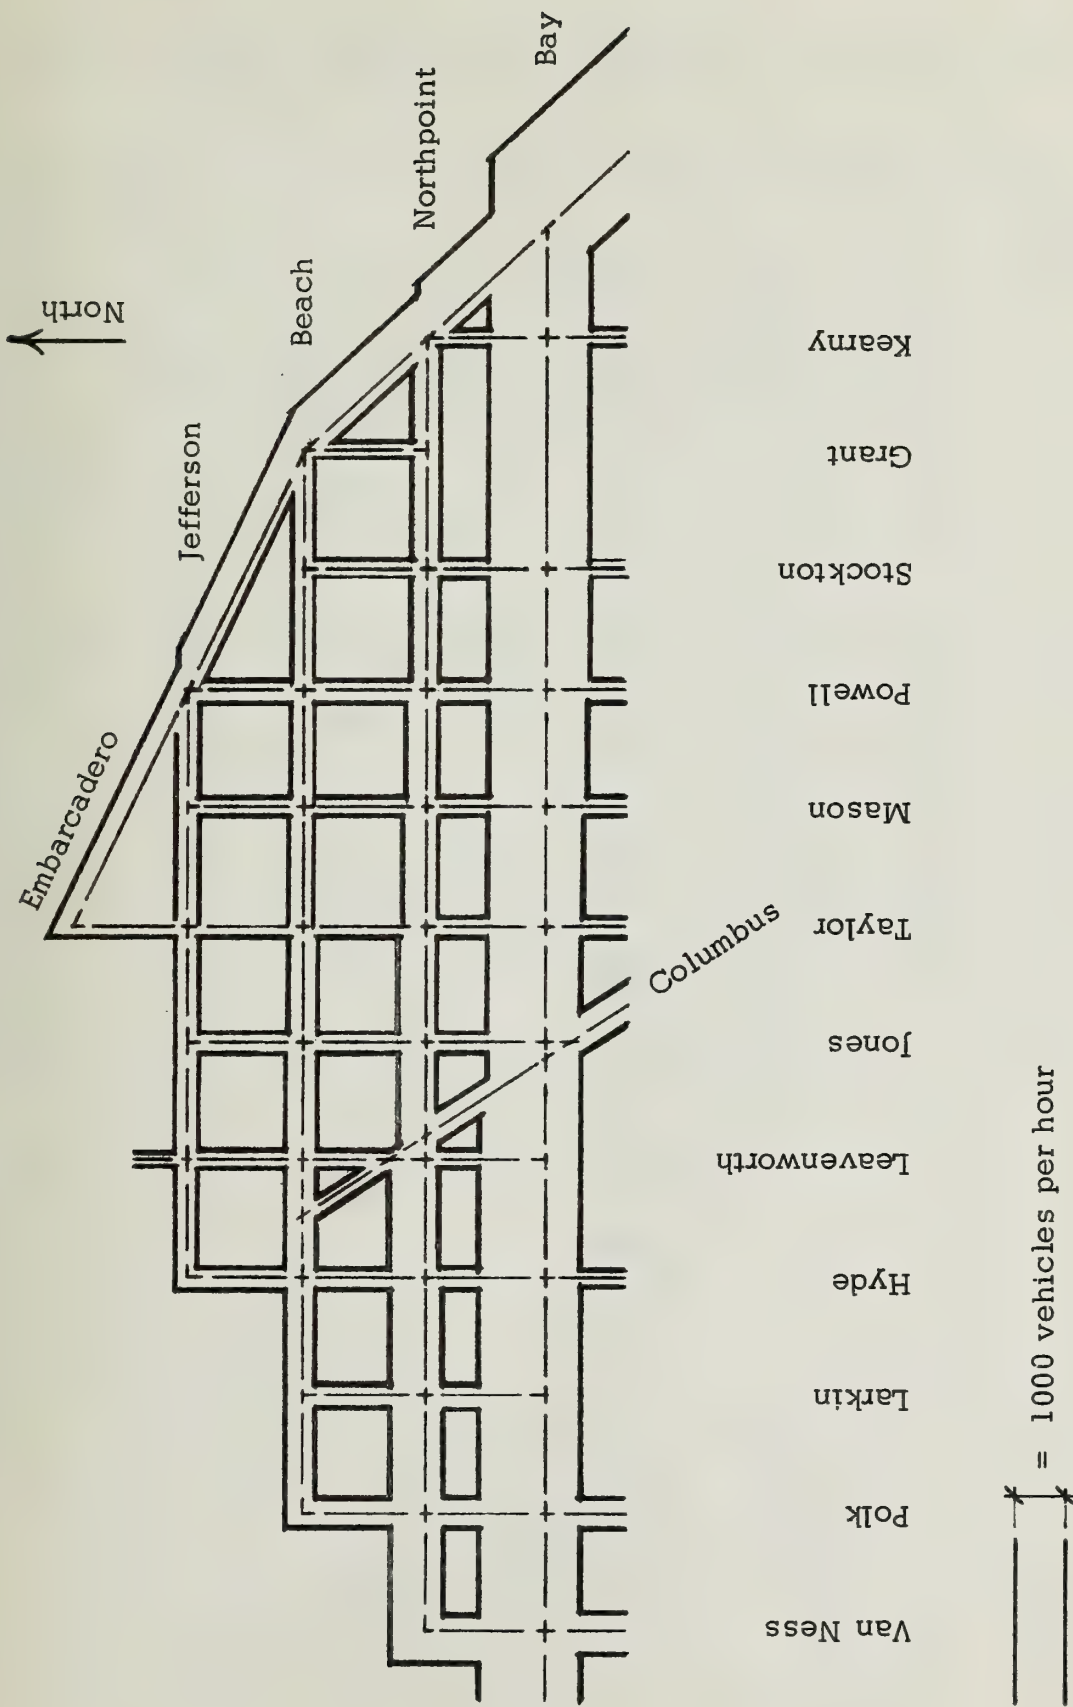 North
Embarcadero
Jefferson
Beach
Northpoint
Bay
Columbus
Van Ness
Polk
Larkin
Hyde
Leavenworth
Jones
Taylor
Mason
Powell
Stockton
Grant
Kearny
= 1000 vehicles per hour